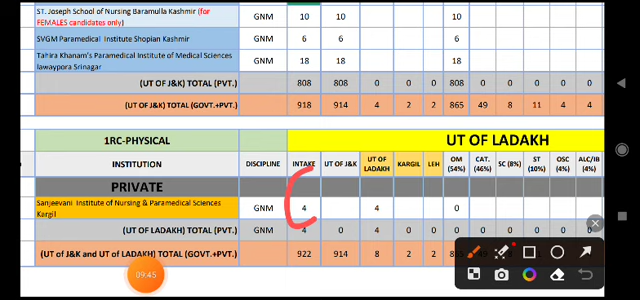 ST. Joseph School of Nursing Baramulla Kashmir (for FEMALES candidates only) GNM 10 10 10
SVGM Paramedical Institute Shopian Kashmir GNM 6 6 6
Tahira Khanam's Paramedical Institute of Medical Sciences lawaypora Srinagar GNM 18 18 18
(UT OF J&K) TOTAL (PVT.) 808 808 0 0 0 808 0 0 0 0 0
(UT OF J&K) TOTAL (GOVT.+PVT.) 918 914 4 2 2 865 49 8 11 4 4
1RC-PHYSICAL UT OF LADAKH
INSTITUTION DISCIPLINE INTAKE UT OF J&K UT OF LADAKH KARGIL LEH OM (54%) CAT. (46%) SC (8%) ST (10%) OSC (4%) ALC/IB (4%)
PRIVATE
Sanjeevani Institute of Nursing & Paramedical Sciences Kargil GNM 4 4 0
(UT OF LADAKH) TOTAL (PVT.) 4 0 4 0 0 0 0 0 0 0
(UT OF J&K and UT OF LADAKH) TOTAL (GOVT.+PVT.) 922 914 8 2 2
09:45